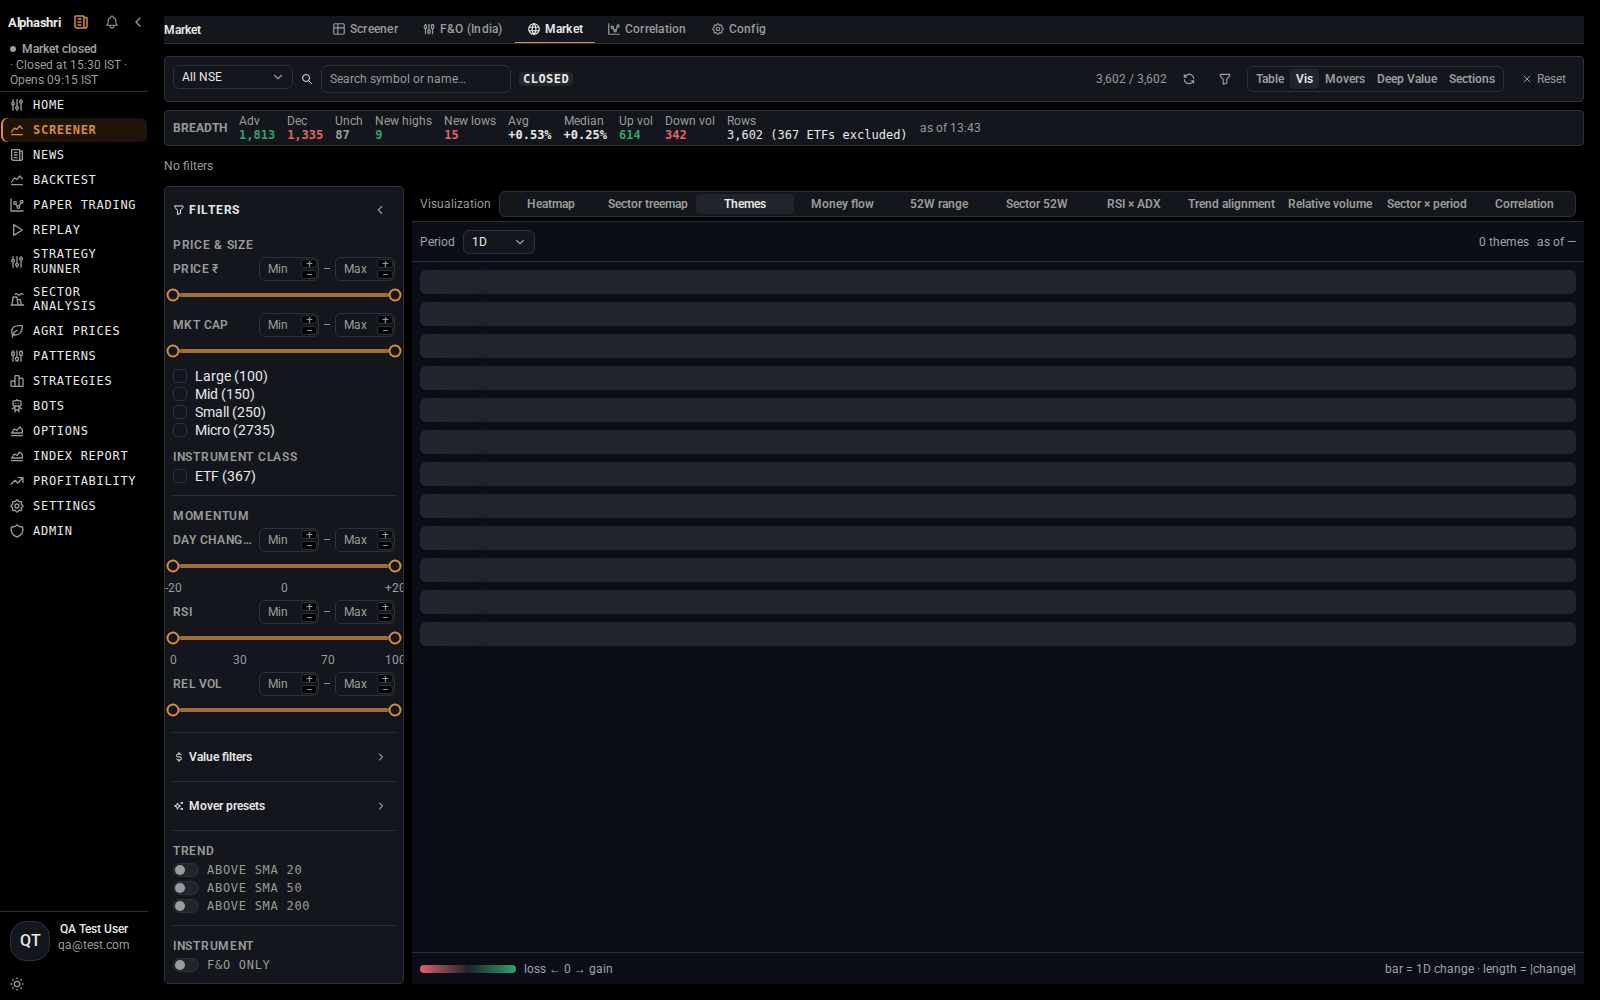 Alphashri
Market closed
· Closed at 15:30 IST ·
Opens 09:15 IST
HOME
SCREENER
NEWS
BACKTEST
PAPER TRADING
REPLAY
STRATEGY
RUNNER
SECTOR
ANALYSIS
AGRI PRICES
PATTERNS
STRATEGIES
BOTS
OPTIONS
INDEX REPORT
PROFITABILITY
SETTINGS
ADMIN
QT
QA Test User
qa@test.com
Market
Screener
F&O (India)
Market
Correlation
Config
All NSE
Search symbol or name...
CLOSED
3,602 / 3,602
Table Vis Movers Deep Value Sections
Reset
BREADTH
Adv Dec Unch New highs New lows Avg Median Up vol Down vol Rows
1,813 1,335 87 9 15 +0.53% +0.25% 614 342 3,602 (367 ETFs excluded)
as of 13:43
No filters
FILTERS
PRICE & SIZE
PRICE ₹ Min + − – Max + −
MKT CAP Min + − – Max + −
Large (100)
Mid (150)
Small (250)
Micro (2735)
INSTRUMENT CLASS
ETF (367)
MOMENTUM
DAY CHANG... Min + − – Max + −
-20 0 +20
RSI Min + − – Max + −
0 30 70 100
REL VOL Min + − – Max + −
Value filters
Mover presets
TREND
ABOVE SMA 20
ABOVE SMA 50
ABOVE SMA 200
INSTRUMENT
F&O ONLY
Visualization Heatmap Sector treemap Themes Money flow 52W range Sector 52W RSI × ADX Trend alignment Relative volume Sector × period Correlation
Period 1D
0 themes as of —
loss ← 0 → gain
bar = 1D change · length = |change|